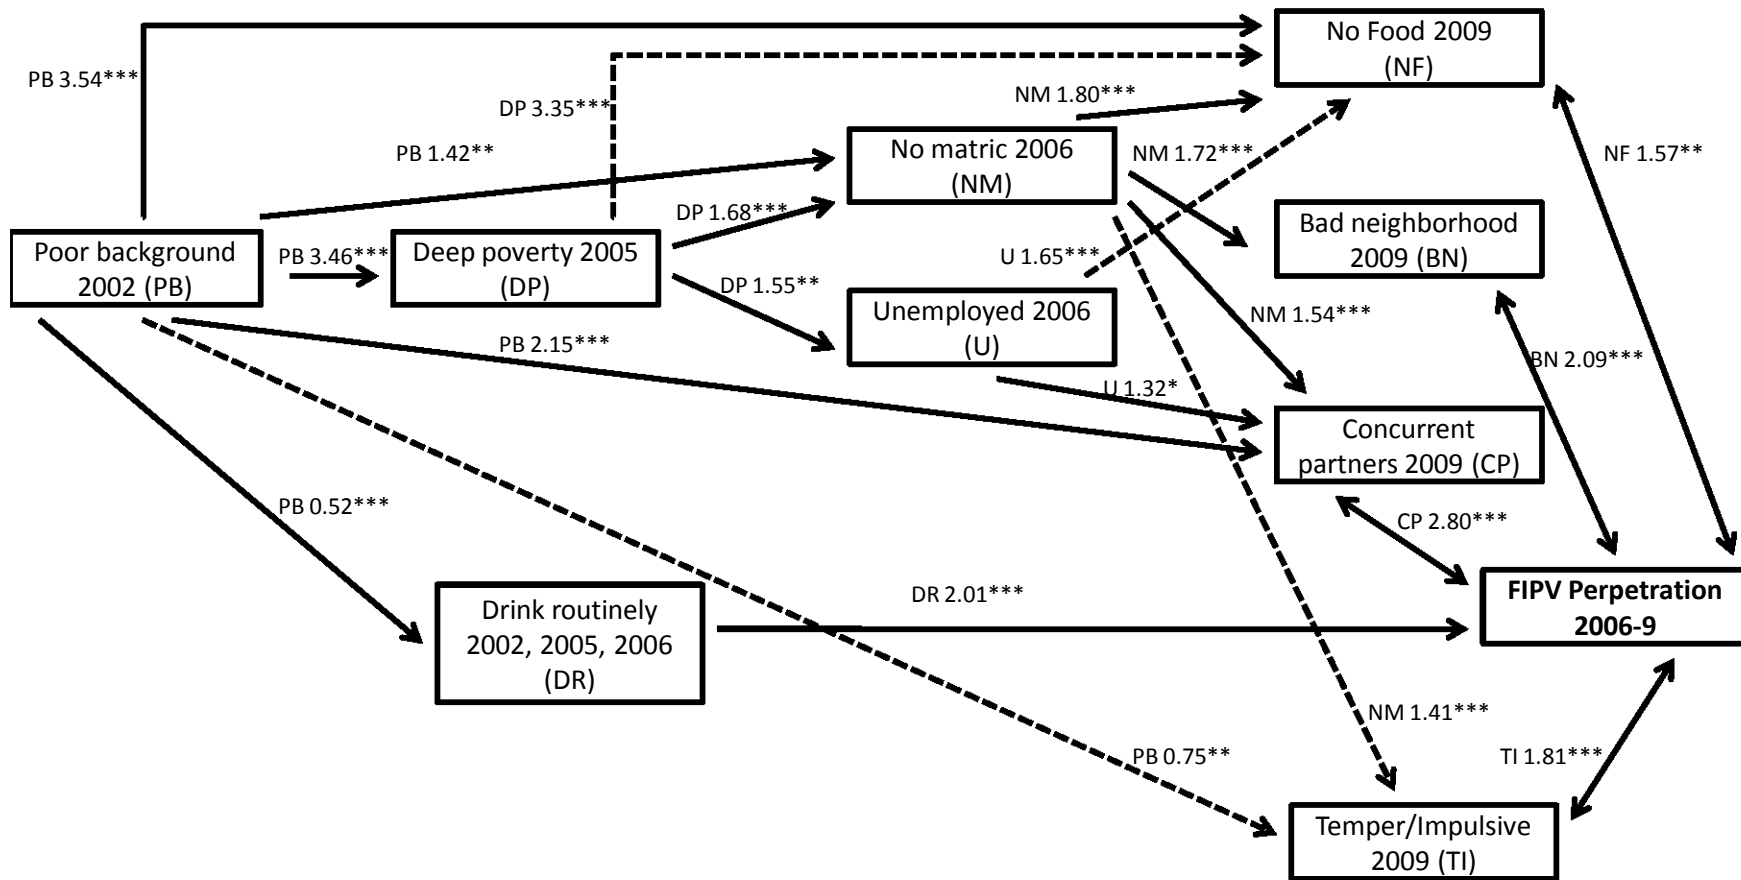 No Food 2009
(NF)
PB 3.54***
DP 3.35***
NM 1.80***
PB 1.42**
No matric 2006
(NM)
NM 1.72***
NF 1.57**
DP 1.68***
Poor background
2002 (PB)
PB 3.46***
Deep poverty 2005
(DP)
U 1.65***
Bad neighborhood
2009 (BN)
DP 1.55**
Unemployed 2006
(U)
NM 1.54***
PB 2.15***
BN 2.09***
U 1.32*
Concurrent
partners 2009 (CP)
PB 0.52***
CP 2.80***
DR 2.01***
FIPV Perpetration
2006-9
Drink routinely
2002, 2005, 2006
(DR)
NM 1.41***
PB 0.75**
TI 1.81***
Temper/Impulsive
2009 (TI)